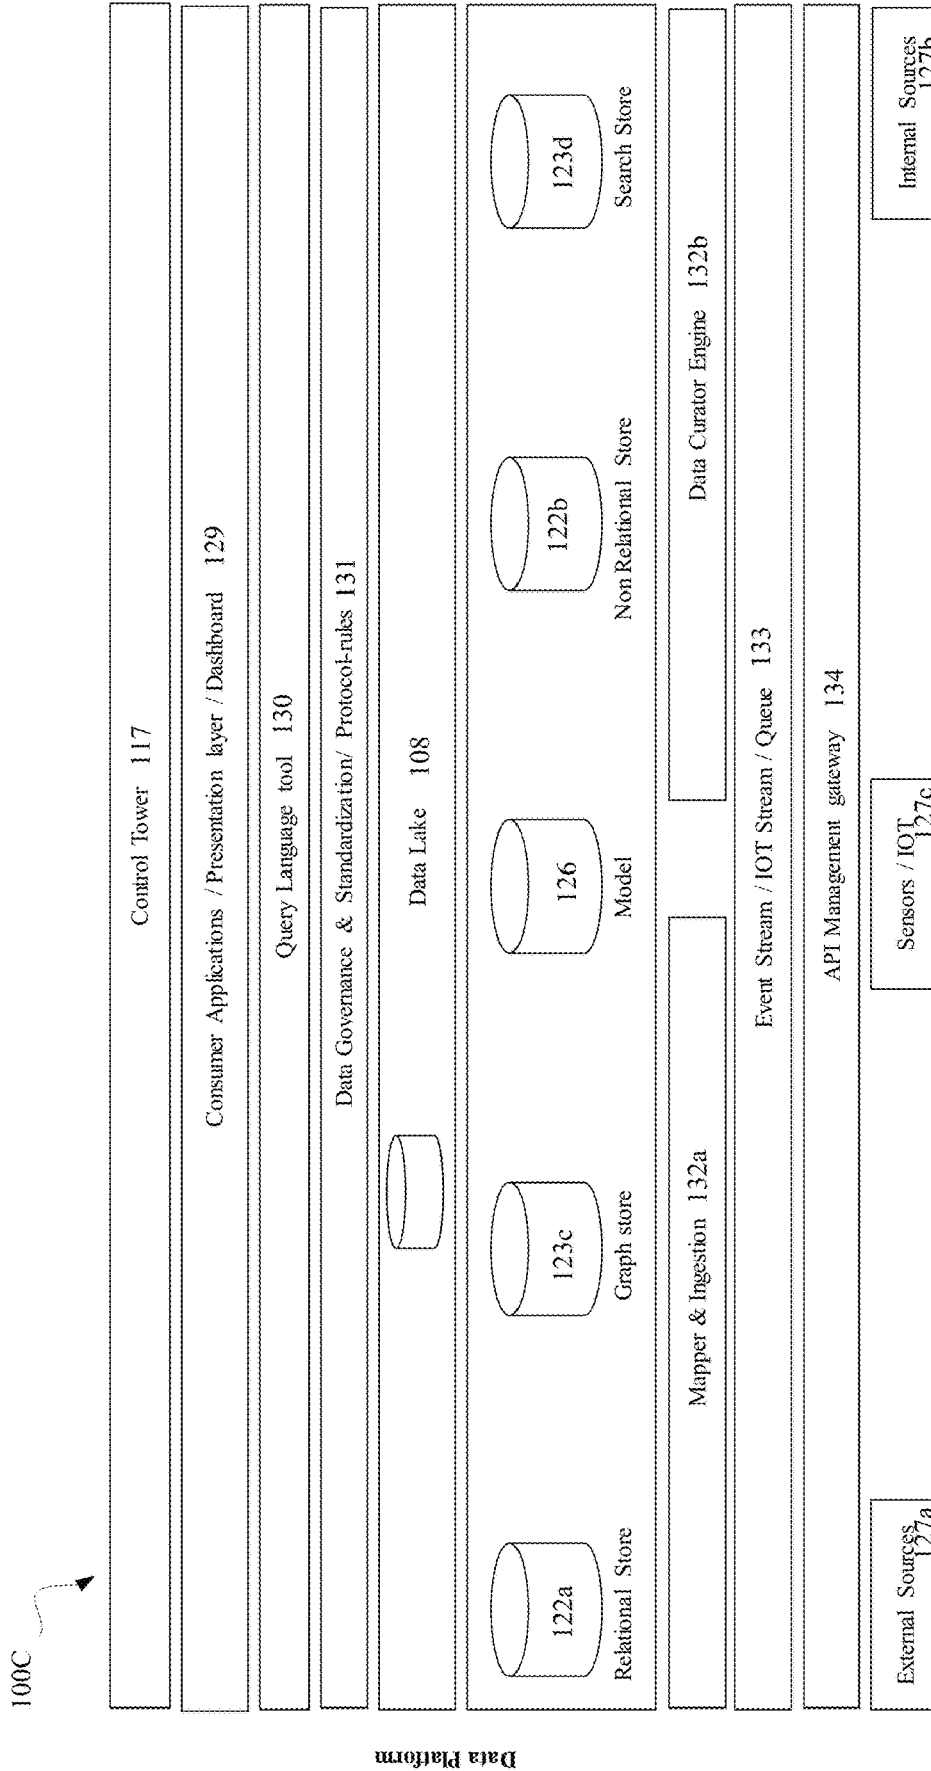 100C
Data Platform
Control Tower 117
Consumer Applications / Presentation layer / Dashboard 129
Query Language tool 130
Data Governance & Standardization/ Protocol-rules 131
Data Lake 108
122a
123c
126
122b
123d
Relational Store
Graph store
Model
Non Relational Store
Search Store
Mapper & Ingestion 132a
Data Curator Engine 132b
Event Stream / IOT Stream / Queue 133
API Management gateway 134
External Sources
127a
Sensors / IOT
127c
Internal Sources
127b